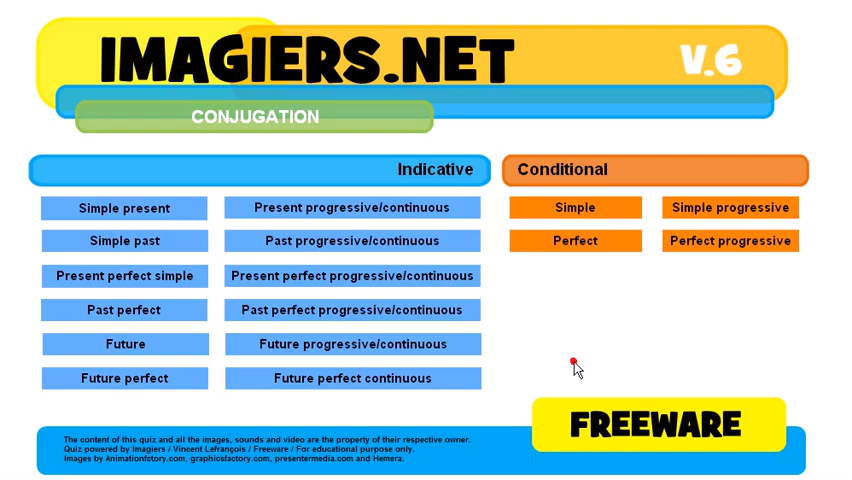 IMAGIERS.NET
V.6
CONJUGATION
Indicative
Conditional
Simple present
Present progressive/continuous
Simple
Simple progressive
Simple past
Past progressive/continuous
Perfect
Perfect progressive
Present perfect simple
Present perfect progressive/continuous
Past perfect
Past perfect progressive/continuous
Future
Future progressive/continuous
Future perfect
Future perfect continuous
FREEWARE
The content of this quiz and all the images, sounds and video are the property of their respective owner.
Quiz powered by Imagiers / Vincent Lefrançois / Freeware / For educational purpose only.
Images by Animationfotory.com, graphicsfactory.com, presentermedia.com and Hemera.